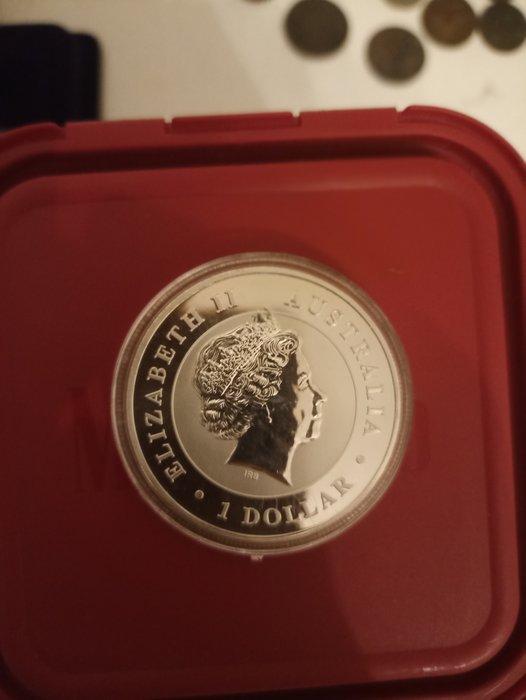 ELIZABETH II
AUSTRALIA
• 1 DOLLAR •
IRB